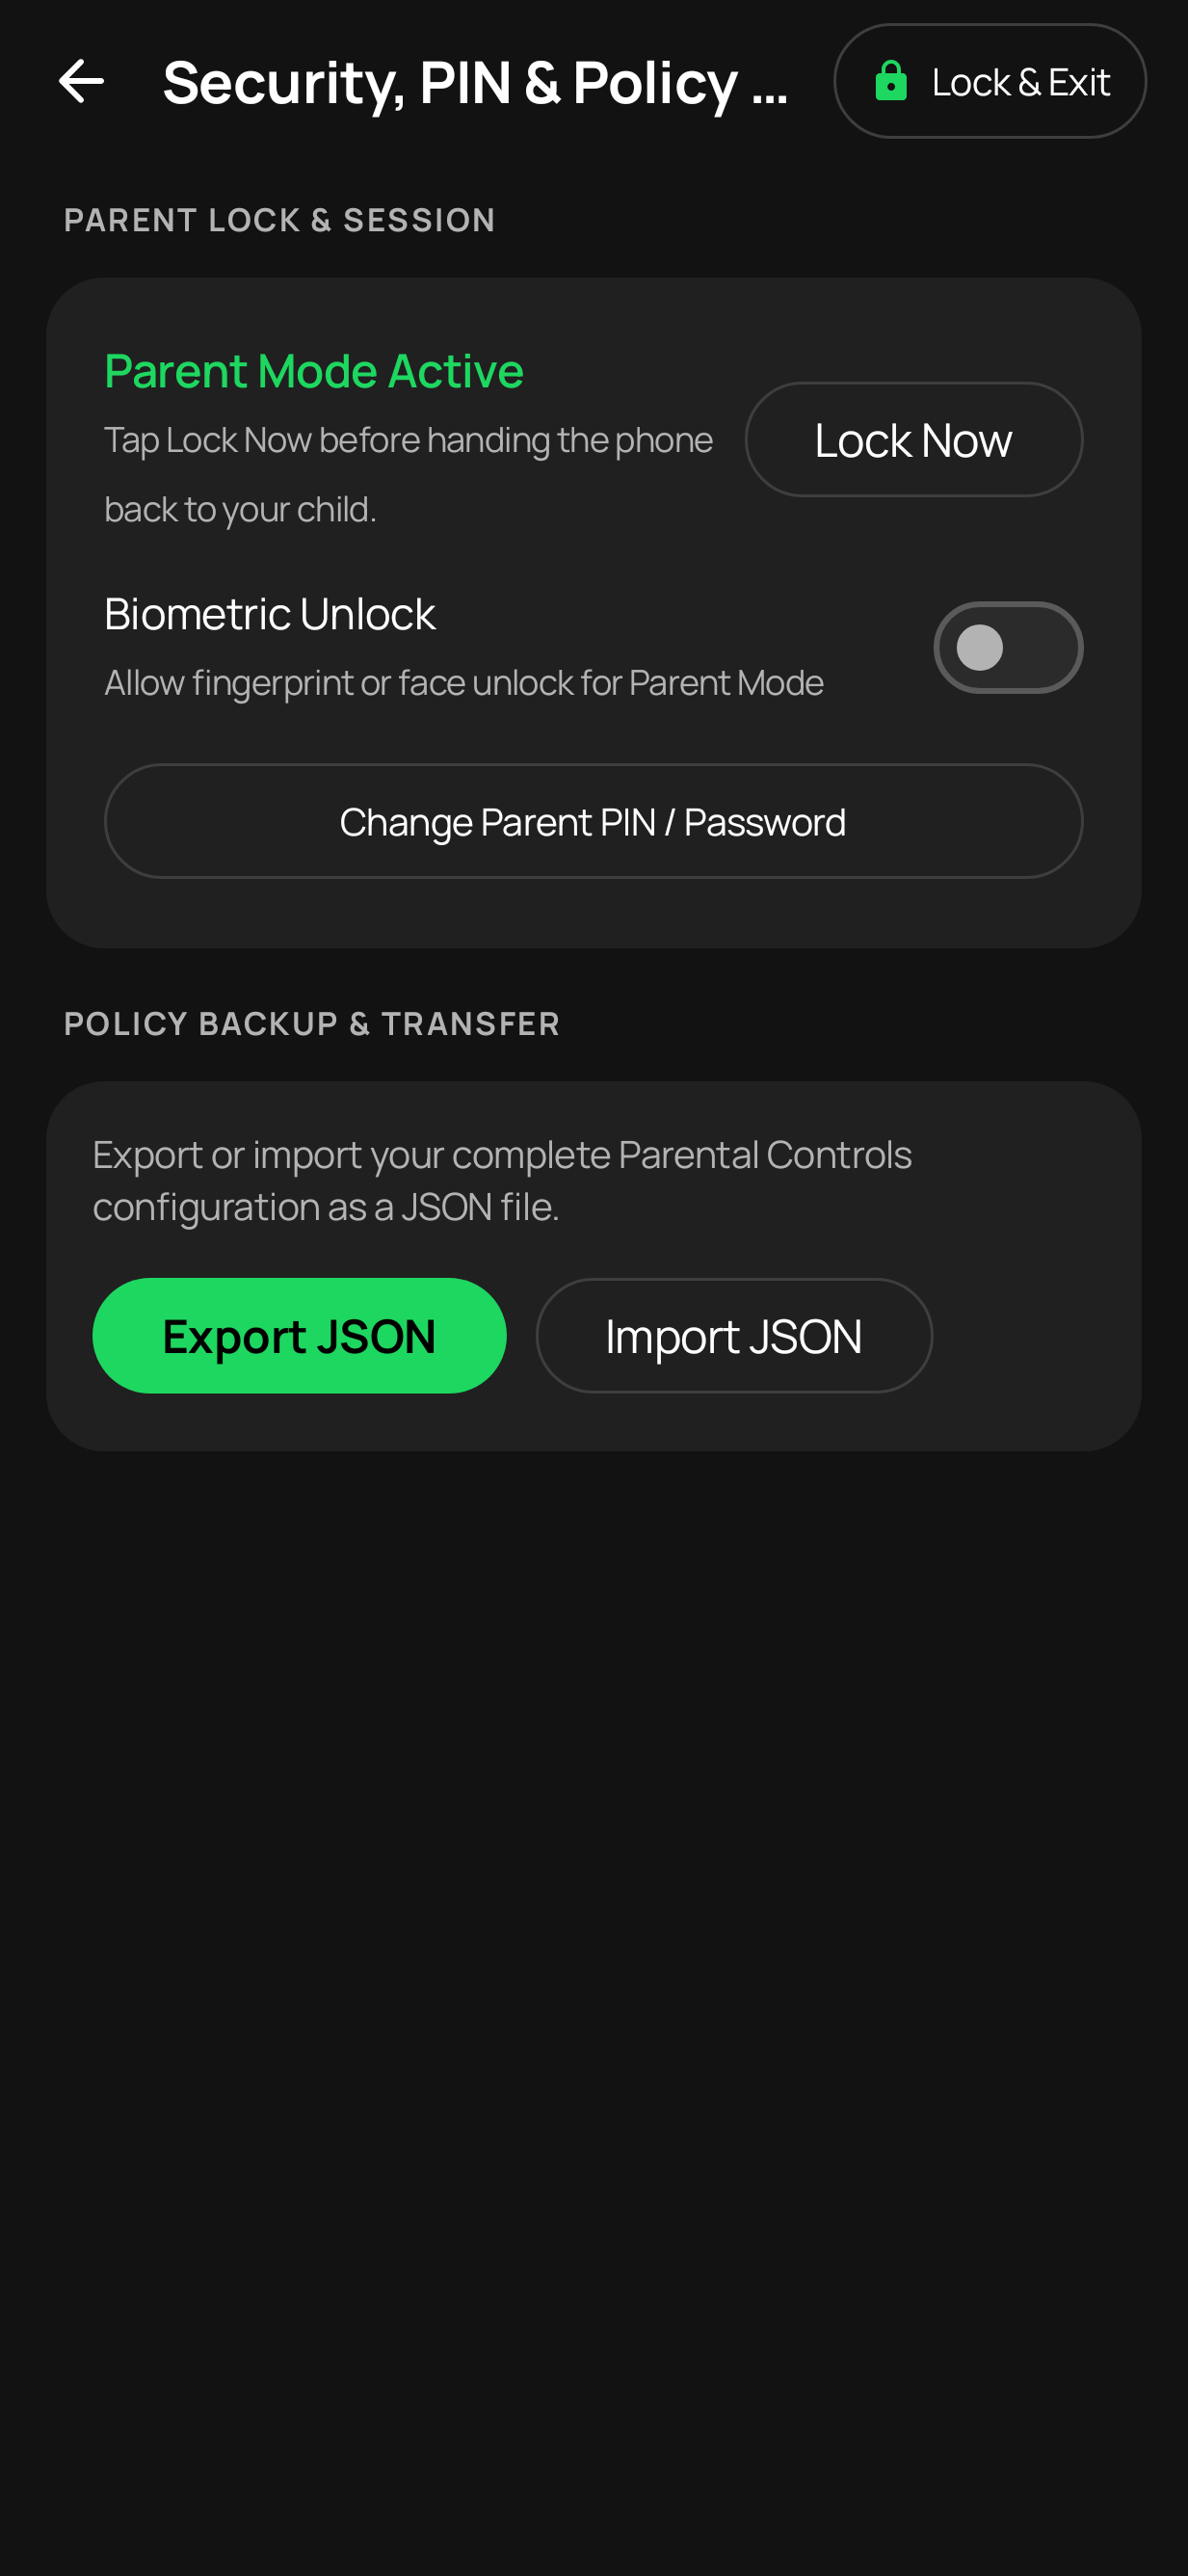 Security, PIN & Policy ...
Lock & Exit
PARENT LOCK & SESSION
Parent Mode Active
Tap Lock Now before handing the phone
back to your child.
Lock Now
Biometric Unlock
Allow fingerprint or face unlock for Parent Mode
Change Parent PIN / Password
POLICY BACKUP & TRANSFER
Export or import your complete Parental Controls
configuration as a JSON file.
Export JSON
Import JSON